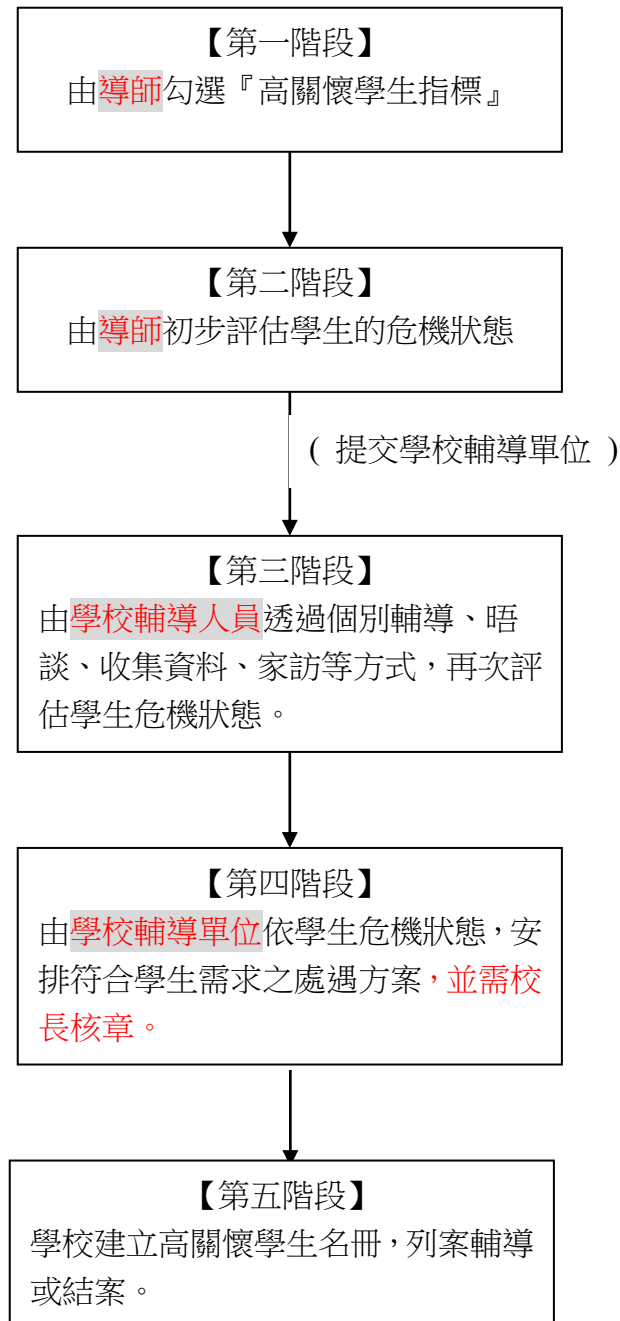 【第一階段】
由導師勾選『高關懷學生指標』
【第二階段】
由導師初步評估學生的危機狀態
( 提交學校輔導單位 )
【第三階段】
由學校輔導人員透過個別輔導、晤
談、收集資料、家訪等方式，再次評
估學生危機狀態。
【第四階段】
由學校輔導單位依學生危機狀態，安
排符合學生需求之處遇方案，並需校
長核章。
【第五階段】
學校建立高關懷學生名冊，列案輔導
或結案。